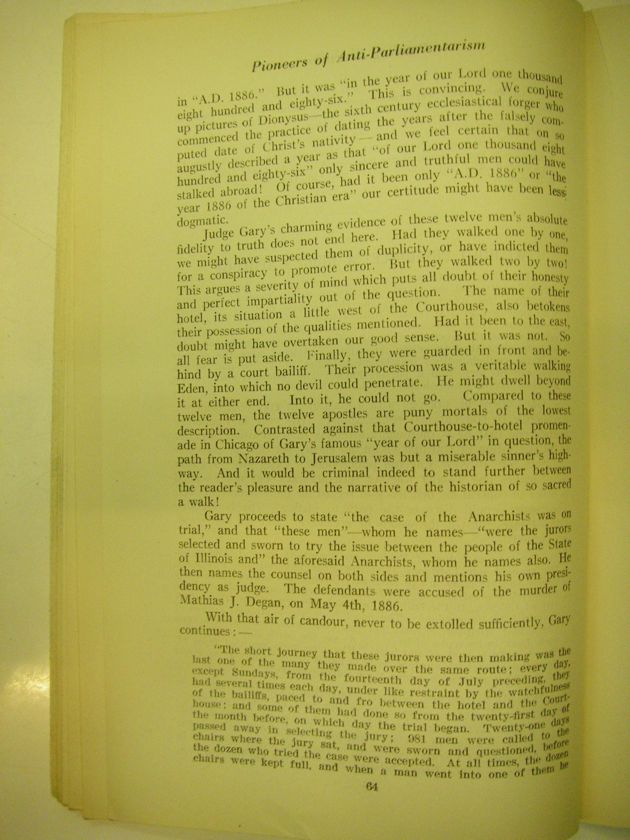 Pioneers of Anti-Parliamentarism
in "A.D. 1886." But it was "in the year of our Lord one thousand
eight hundred and eighty-six." This is convincing. We conjure
up pictures of Dionysus—the sixth century ecclesiastical forger who
commenced the practice of dating the years after the falsely com-
puted date of Christ's nativity—and we feel certain that on so
augustly described a year as that "of our Lord one thousand eight
hundred and eighty-six" only sincere and truthful men could have
stalked abroad! Of course, had it been only "A.D. 1886" or "the
year 1886 of the Christian era" our certitude might have been less
dogmatic.
Judge Gary's charming evidence of these twelve men's absolute
fidelity to truth does not end here. Had they walked one by one,
we might have suspected them of duplicity, or have indicted them
for a conspiracy to promote error. But they walked two by two!
This argues a severity of mind which puts all doubt of their honesty
and perfect impartiality out of the question. The name of their
hotel, its situation a little west of the Courthouse, also betokens
their possession of the qualities mentioned. Had it been to the east,
doubt might have overtaken our good sense. But it was not. So
all fear is put aside. Finally, they were guarded in front and be-
hind by a court bailiff. Their procession was a veritable walking
Eden, into which no devil could penetrate. He might dwell beyond
it at either end. Into it, he could not go. Compared to these
twelve men, the twelve apostles are puny mortals of the lowest
description. Contrasted against that Courthouse-to-hotel promen-
ade in Chicago of Gary's famous "year of our Lord" in question, the
path from Nazareth to Jerusalem was but a miserable sinner's high-
way. And it would be criminal indeed to stand further between
the reader's pleasure and the narrative of the historian of so sacred
a walk!
Gary proceeds to state "the case of the Anarchists was on
trial," and that "these men"—whom he names—"were the jurors
selected and sworn to try the issue between the people of the State
of Illinois and" the aforesaid Anarchists, whom he names also. He
then names the counsel on both sides and mentions his own presi-
dency as judge. The defendants were accused of the murder of
Mathias J. Degan, on May 4th, 1886.
With that air of candour, never to be extolled sufficiently, Gary
continues:—
"The short journey that these jurors were then making was the
last one of the many they made over the same route; every day,
except Sundays, from the fourteenth day of July preceding, they
had several times each day, under like restraint by the watchfulness
of the bailiffs, paced to and fro between the hotel and the Court-
house; and some of them had done so from the twenty-first day of
the month before, on which day the trial began. Twenty-one days
passed away in selecting the jury; 981 men were called to the
chairs where the jury sat, and were sworn and questioned, before
the dozen who tried the case were accepted. At all times, the dozen
chairs were kept full, and when a man went into one of them he
64